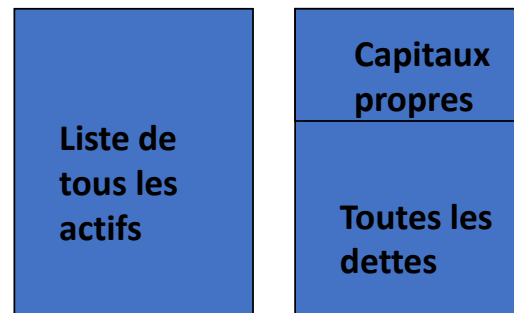 Liste de
tous les
actifs
Capitaux
propres
Toutes les
dettes